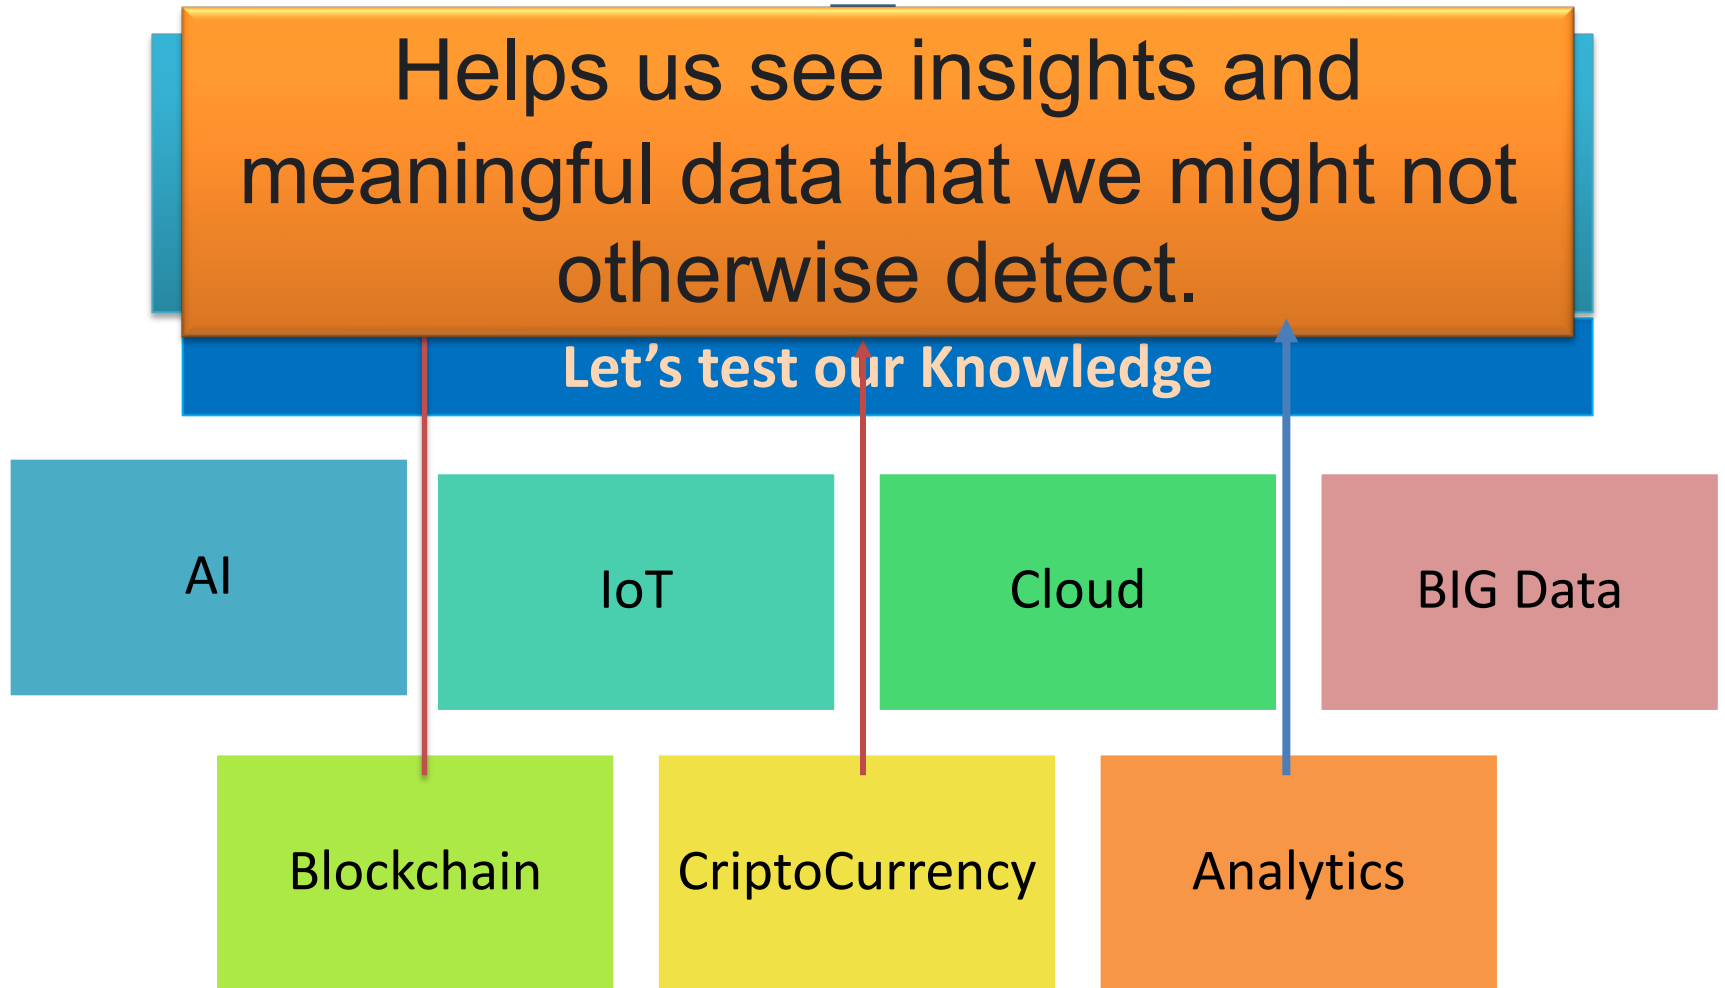 Helps us see insights and
meaningful data that we might not
otherwise detect.
Let’s test our Knowledge
AI
IoT
Cloud
BIG Data
Blockchain
CriptoCurrency
Analytics